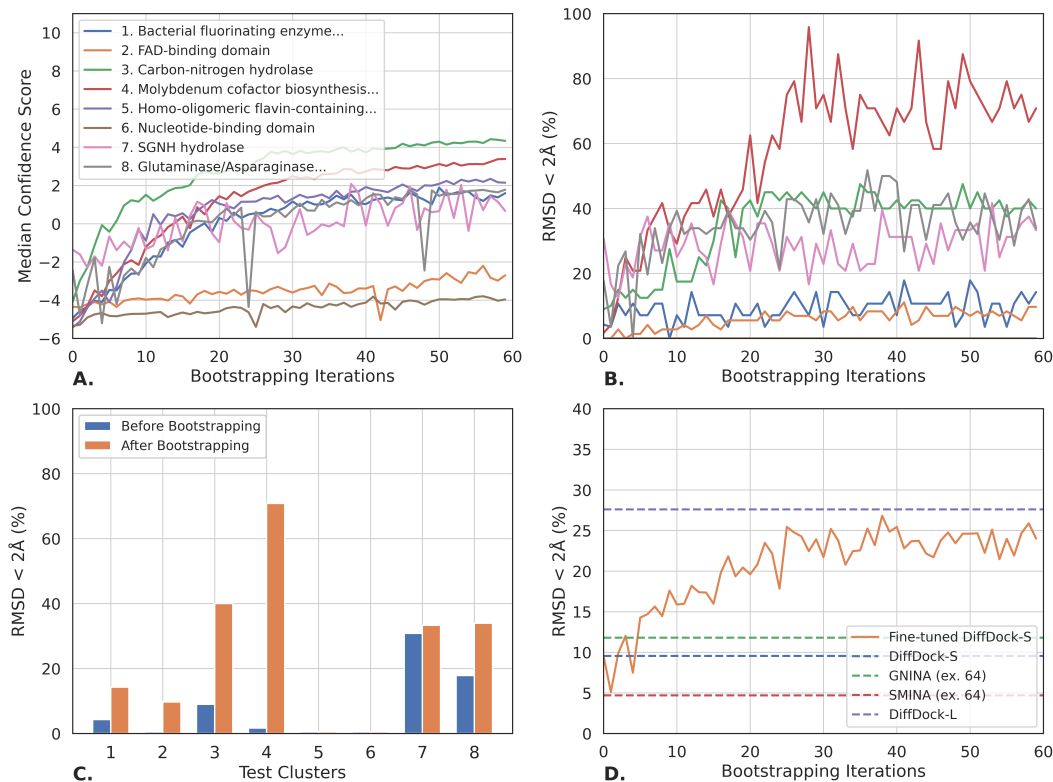 10
8
6
4
2
0
−2
−4
−6
Median Confidence Score
1. Bacterial fluorinating enzyme...
2. FAD-binding domain
3. Carbon-nitrogen hydrolase
4. Molybdenum cofactor biosynthesis...
5. Homo-oligomeric flavin-containing...
6. Nucleotide-binding domain
7. SGNH hydrolase
8. Glutaminase/Asparaginase...
0 10 20 30 40 50 60
A. Bootstrapping Iterations
100
80
60
40
20
0
RMSD < 2Å (%)
0 10 20 30 40 50 60
B. Bootstrapping Iterations
100
80
60
40
20
0
RMSD < 2Å (%)
Before Bootstrapping
After Bootstrapping
1 2 3 4 5 6 7 8
C. Test Clusters
40
35
30
25
20
15
10
5
0
RMSD < 2Å (%)
Fine-tuned DiffDock-S
DiffDock-S
GNINA (ex. 64)
SMINA (ex. 64)
DiffDock-L
0 10 20 30 40 50 60
D. Bootstrapping Iterations